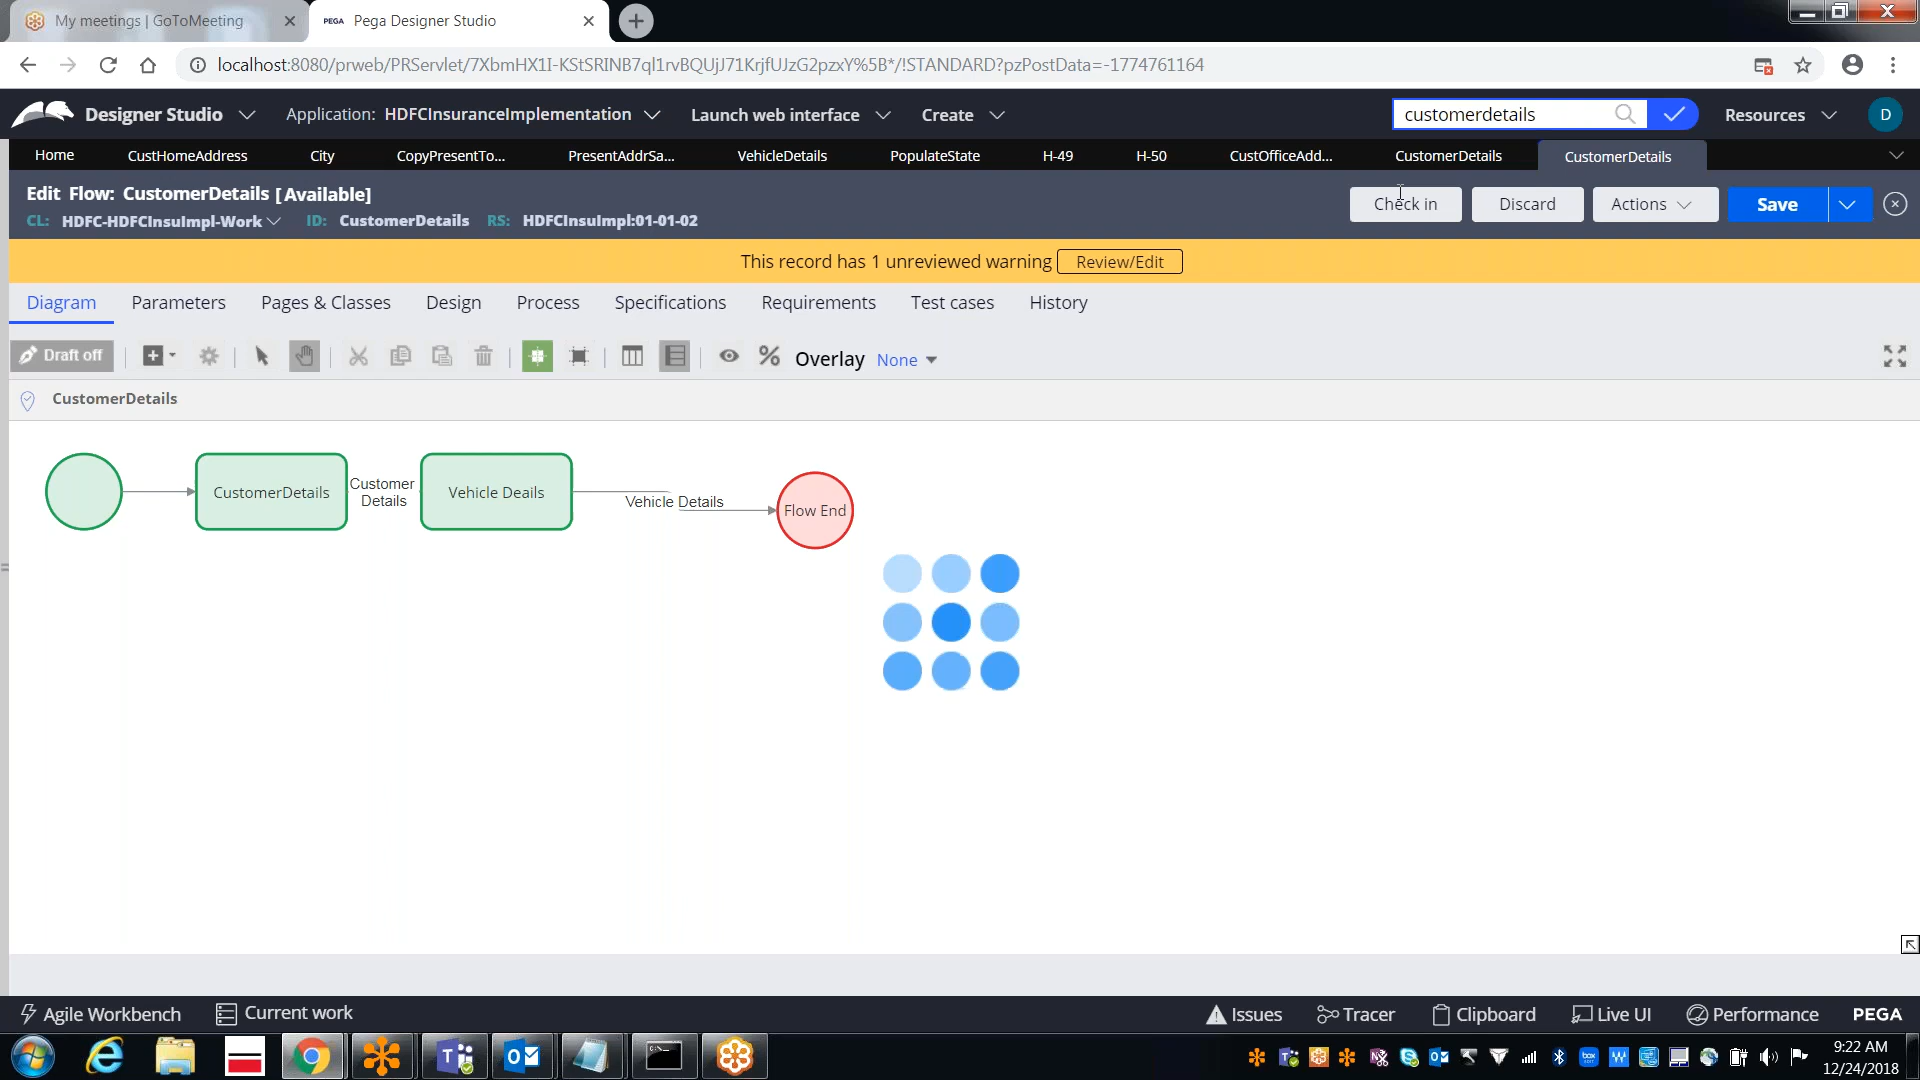 My meetings | GoToMeeting
PEGA Pega Designer Studio
localhost:8080/prweb/PRServlet/7XbmHX1I-KStSRINB7ql1rvBQUjJ71KrjfUJzG2pzxY%5B*/!STANDARD?pzPostData=-1774761164
Designer Studio Application: HDFCInsuranceImplementation Launch web interface Create customerdetails Resources D
Home CustHomeAddress City CopyPresentTo... PresentAddrSa... VehicleDetails PopulateState H-49 H-50 CustOfficeAdd... CustomerDetails CustomerDetails
Edit Flow: CustomerDetails [Available]
CL: HDFC-HDFCInsuImpl-Work ID: CustomerDetails RS: HDFCInsuImpl:01-01-02
Check in Discard Actions Save
This record has 1 unreviewed warning Review/Edit
Diagram Parameters Pages & Classes Design Process Specifications Requirements Test cases History
Draft off Overlay None
CustomerDetails
CustomerDetails
Customer
Details
Vehicle Deails
Vehicle Details
Flow End
Agile Workbench Current work Issues Tracer Clipboard Live UI Performance PEGA
9:22 AM
12/24/2018